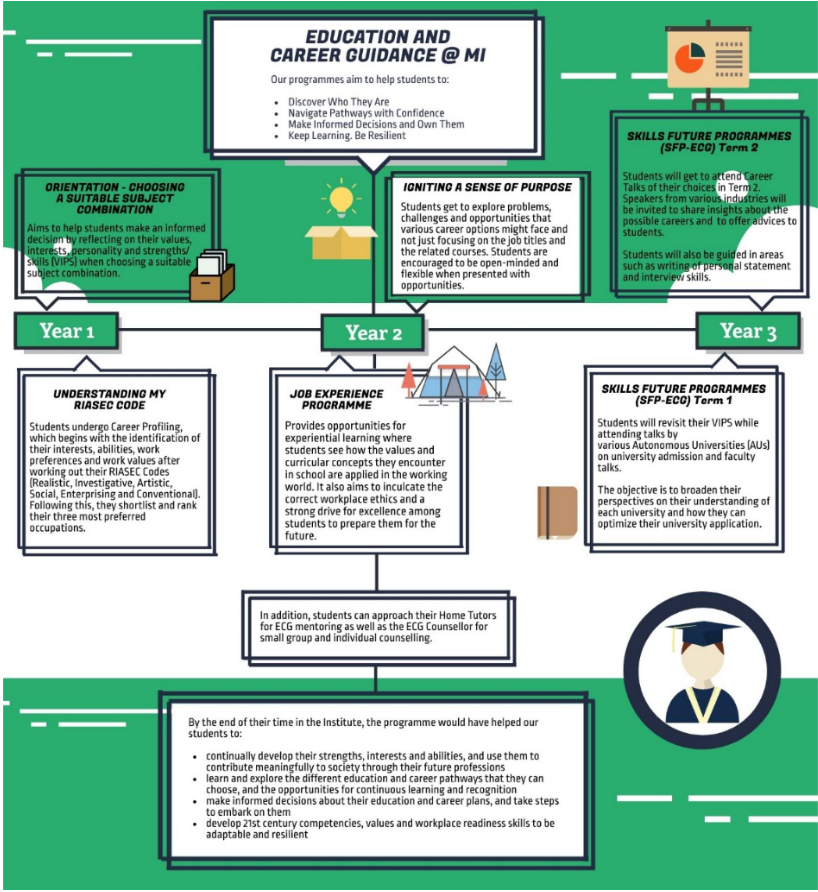 EDUCATION AND
CAREER GUIDANCE @ MI
Our programmes aim to help students to:
• Discover Who They Are
• Navigate Pathways with Confidence
• Make Informed Decisions and Own Them
• Keep Learning. Be Resilient
ORIENTATION - CHOOSING
A SUITABLE SUBJECT
COMBINATION
Aims to help students make an informed
decision by reflecting on their values,
interests, personality and strengths/
skills (VIPS) when choosing a suitable
subject combination.
IGNITING A SENSE OF PURPOSE
Students get to explore problems,
challenges and opportunities that
various career options might face and
not just focusing on the job titles and
the related courses. Students are
encouraged to be open-minded and
flexible when presented with
opportunities.
SKILLS FUTURE PROGRAMMES
(SFP-ECG) Term 2
Students will get to attend Career
Talks of their choices in Term 2.
Speakers from various industries will
be invited to share insights about the
possible careers and to offer advices to
students.
Students will also be guided in areas
such as writing of personal statement
and interview skills.
Year 1
Year 2
Year 3
UNDERSTANDING MY
RIASEC CODE
Students undergo Career Profiling,
which begins with the identification of
their interests, abilities, work
preferences and work values after
working out their RIASEC Codes
(Realistic, Investigative, Artistic,
Social, Enterprising and Conventional).
Following this, they shortlist and rank
their three most preferred
occupations.
JOB EXPERIENCE
PROGRAMME
Provides opportunities for
experiential learning where
students see how the values and
curricular concepts they encounter
in school are applied in the working
world. It also aims to inculcate the
correct workplace ethics and a
strong drive for excellence among
students to prepare them for the
future.
SKILLS FUTURE PROGRAMMES
(SFP-ECG) Term 1
Students will revisit their VIPS while
attending talks by
various Autonomous Universities (AUs)
on university admission and faculty
talks.
The objective is to broaden their
perspectives on their understanding of
each university and how they can
optimize their university application.
In addition, students can approach their Home Tutors
for ECG mentoring as well as the ECG Counsellor for
small group and individual counselling.
By the end of their time in the Institute, the programme would have helped our
students to:
• continually develop their strengths, interests and abilities, and use them to
contribute meaningfully to society through their future professions
• learn and explore the different education and career pathways that they can
choose, and the opportunities for continuous learning and recognition
• make informed decisions about their education and career plans, and take steps
to embark on them
• develop 21st century competencies, values and workplace readiness skills to be
adaptable and resilient